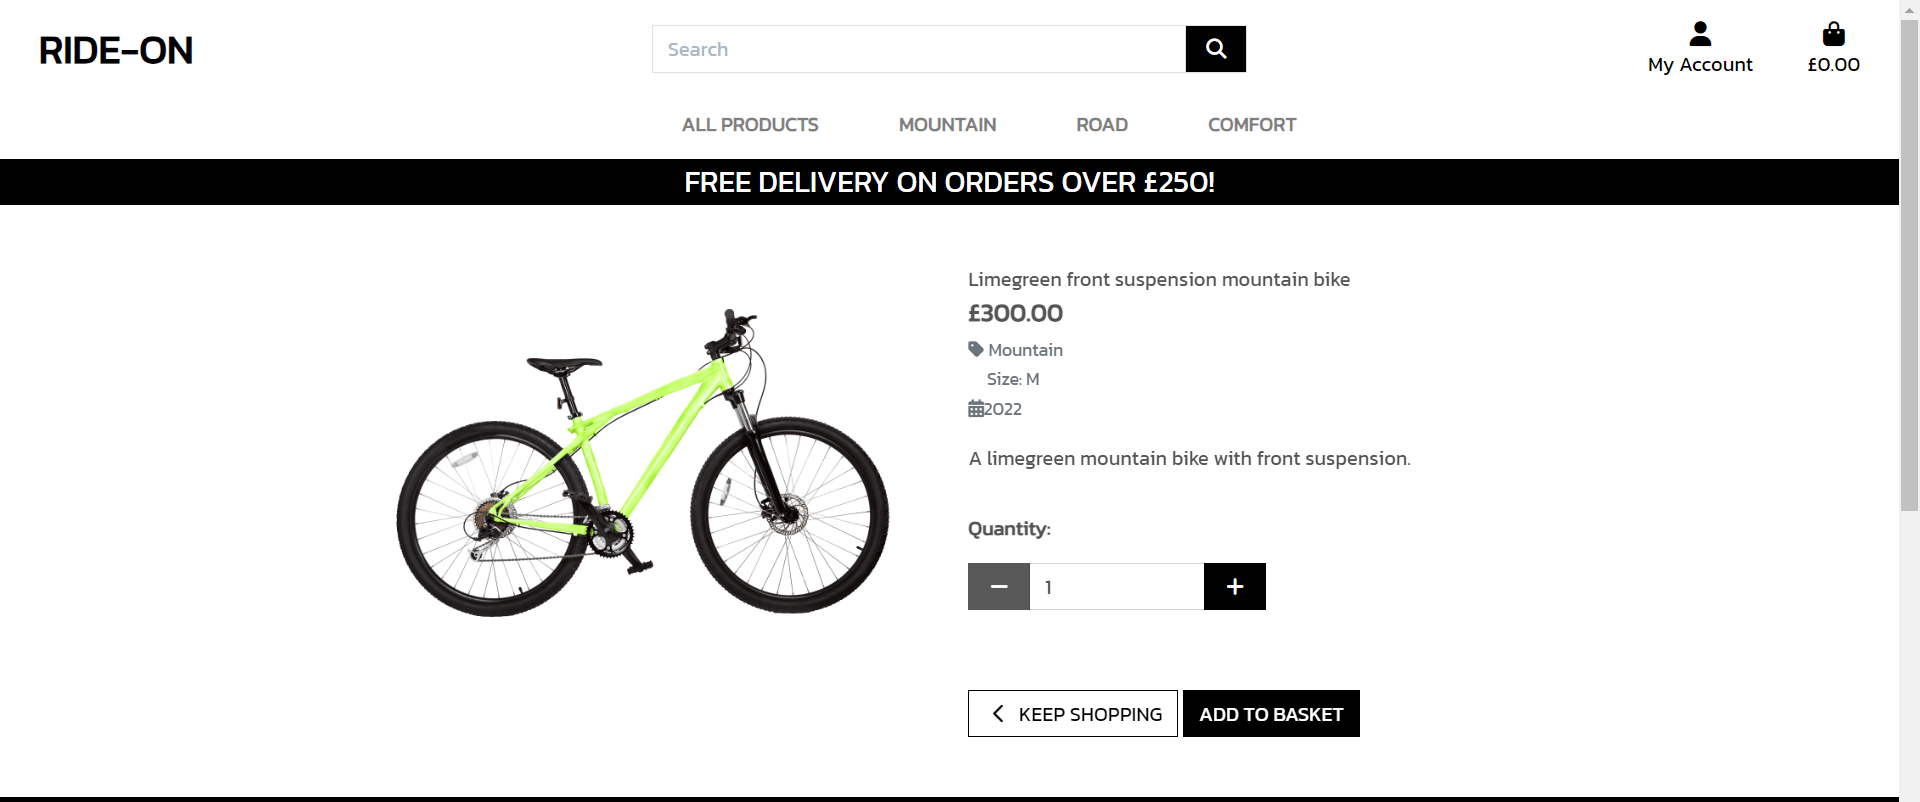 RIDE-ON
Search
My Account
£0.00
ALL PRODUCTS
MOUNTAIN
ROAD
COMFORT
FREE DELIVERY ON ORDERS OVER £250!
Limegreen front suspension mountain bike
£300.00
Mountain
Size: M
2022
A limegreen mountain bike with front suspension.
Quantity:
1
KEEP SHOPPING
ADD TO BASKET